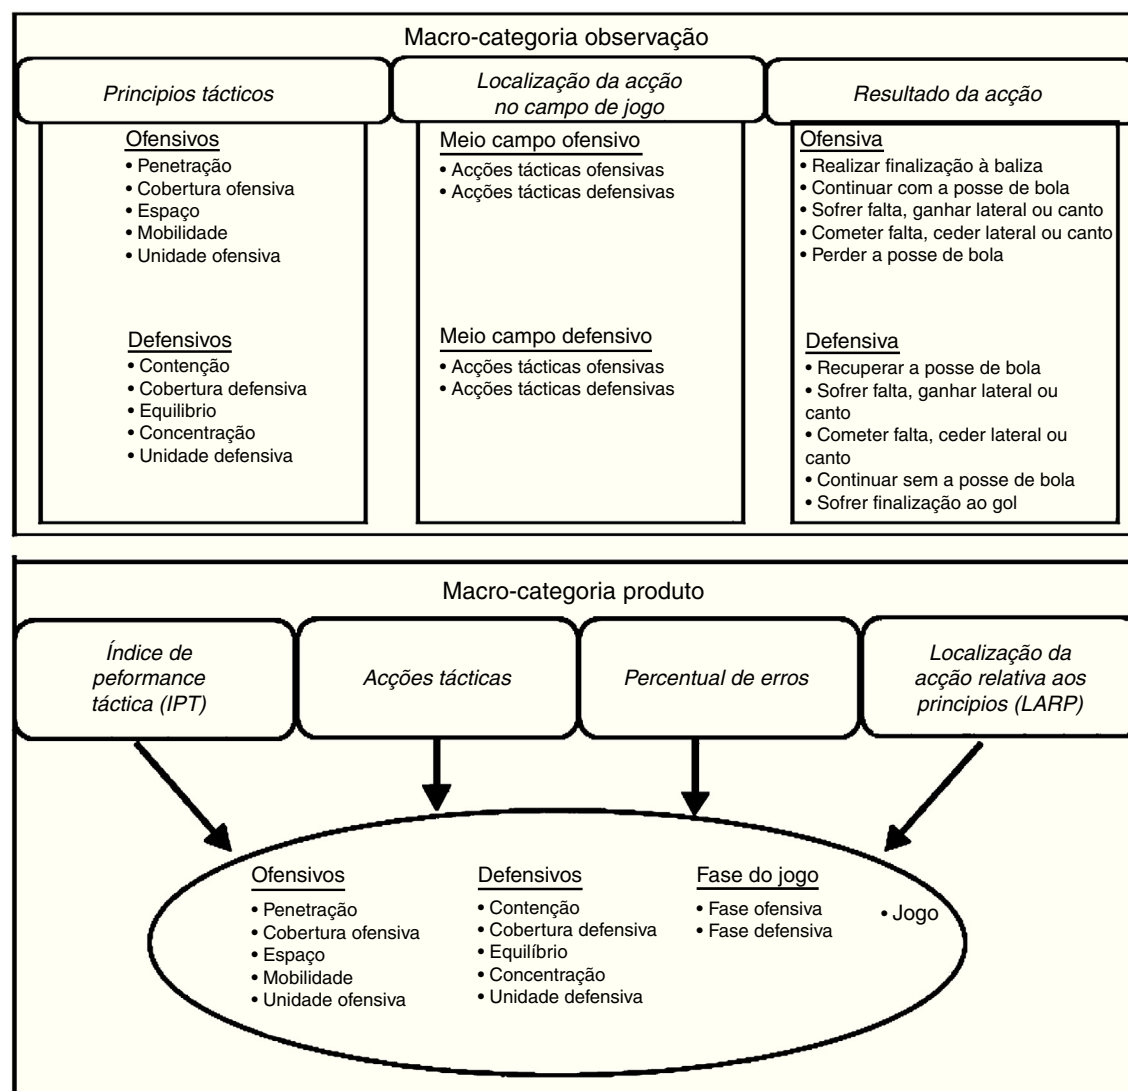 Macro-categoria observação
Principios tácticos
Localização da acção
no campo de jogo
Resultado da acção
Ofensivos
• Penetração
• Cobertura ofensiva
• Espaço
• Mobilidade
• Unidade ofensiva
Defensivos
• Contenção
• Cobertura defensiva
• Equilibrio
• Concentração
• Unidade defensiva
Meio campo ofensivo
• Acções tácticas ofensivas
• Acções tácticas defensivas
Meio campo defensivo
• Acções tácticas ofensivas
• Acções tácticas defensivas
Ofensiva
• Realizar finalização à baliza
• Continuar com a posse de bola
• Sofrer falta, ganhar lateral ou canto
• Cometer falta, ceder lateral ou canto
• Perder a posse de bola
Defensiva
• Recuperar a posse de bola
• Sofrer falta, ganhar lateral ou
canto
• Cometer falta, ceder lateral ou
canto
• Continuar sem a posse de bola
• Sofrer finalização ao gol
Macro-categoria produto
Índice de
peformance
táctica (IPT)
Acções tácticas
Percentual de erros
Localização da
acção relativa aos
principios (LARP)
Ofensivos
• Penetração
• Cobertura ofensiva
• Espaço
• Mobilidade
• Unidade ofensiva
Defensivos
• Contenção
• Cobertura defensiva
• Equilíbrio
• Concentração
• Unidade defensiva
Fase do jogo
• Fase ofensiva
• Fase defensiva
• Jogo